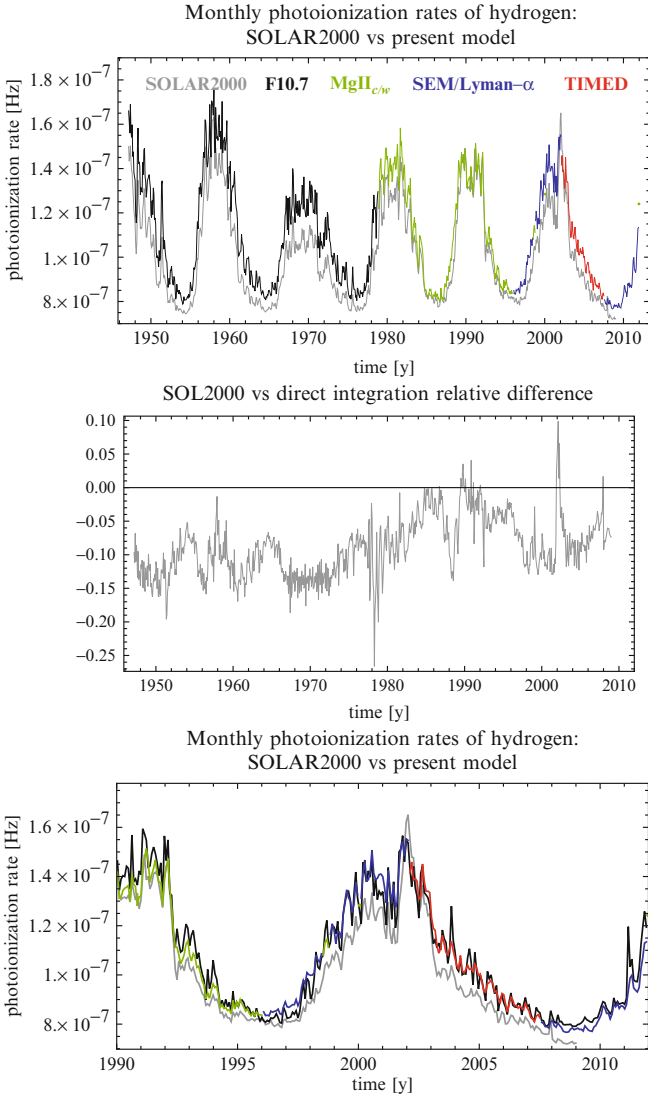 Monthly photoionization rates of hydrogen:
SOLAR2000 vs present model
SOLAR2000 F10.7 MgII_c/w SEM/Lyman–α TIMED
photoionization rate [Hz]
1.8 × 10⁻⁷
1.6 × 10⁻⁷
1.4 × 10⁻⁷
1.2 × 10⁻⁷
1. × 10⁻⁷
8. × 10⁻⁸
1950 1960 1970 1980 1990 2000 2010
time [y]
SOL2000 vs direct integration relative difference
0.10
0.05
0.00
−0.05
−0.10
−0.15
−0.20
−0.25
1950 1960 1970 1980 1990 2000 2010
time [y]
Monthly photoionization rates of hydrogen:
SOLAR2000 vs present model
photoionization rate [Hz]
1.6 × 10⁻⁷
1.4 × 10⁻⁷
1.2 × 10⁻⁷
1. × 10⁻⁷
8. × 10⁻⁸
1990 1995 2000 2005 2010
time [y]